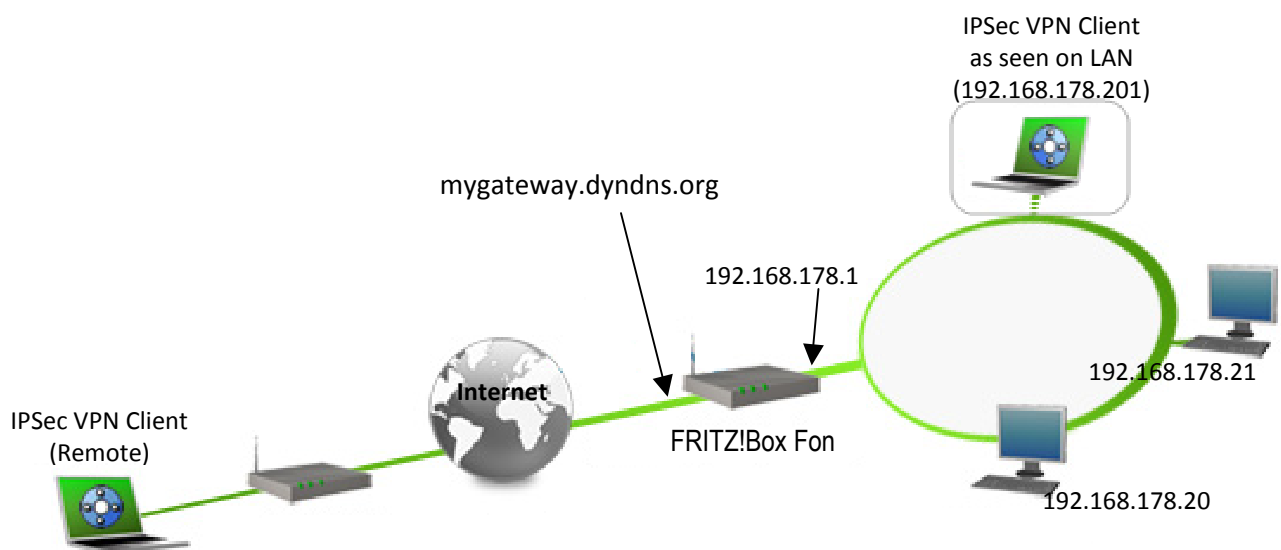 IPSec VPN Client
as seen on LAN
(192.168.178.201)
mygateway.dyndns.org
192.168.178.1
Internet
192.168.178.21
IPSec VPN Client
(Remote)
FRITZ!Box Fon
192.168.178.20